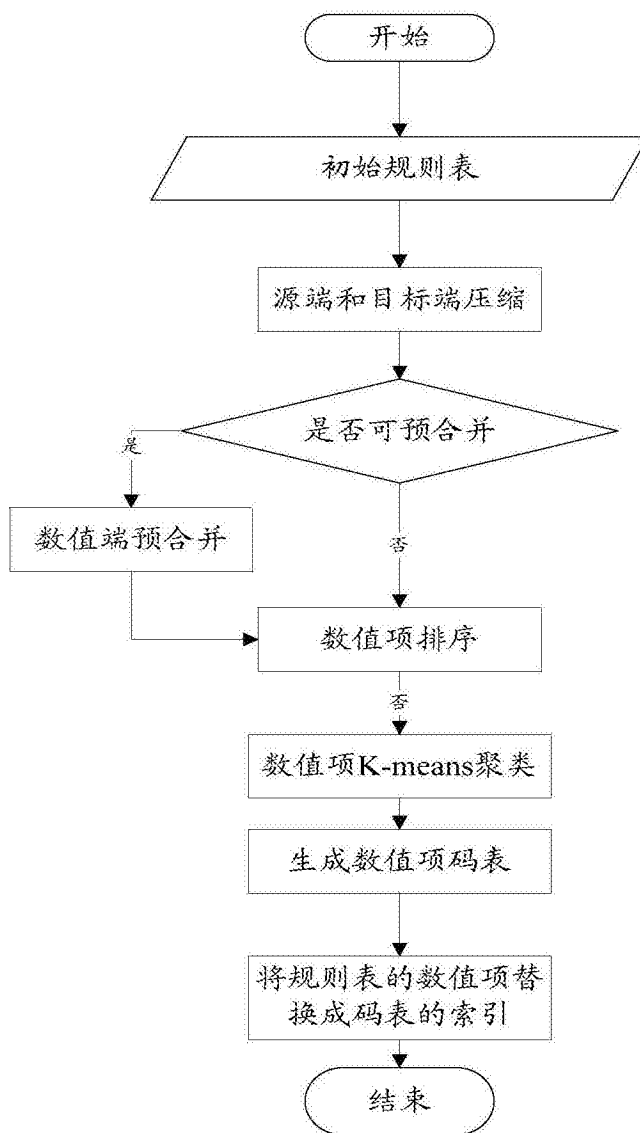 开始
初始规则表
源端和目标端压缩
是否可预合并
是
数值端预合并
否
数值项排序
否
数值项K-means聚类
生成数值项码表
将规则表的数值项替
换成码表的索引
结束